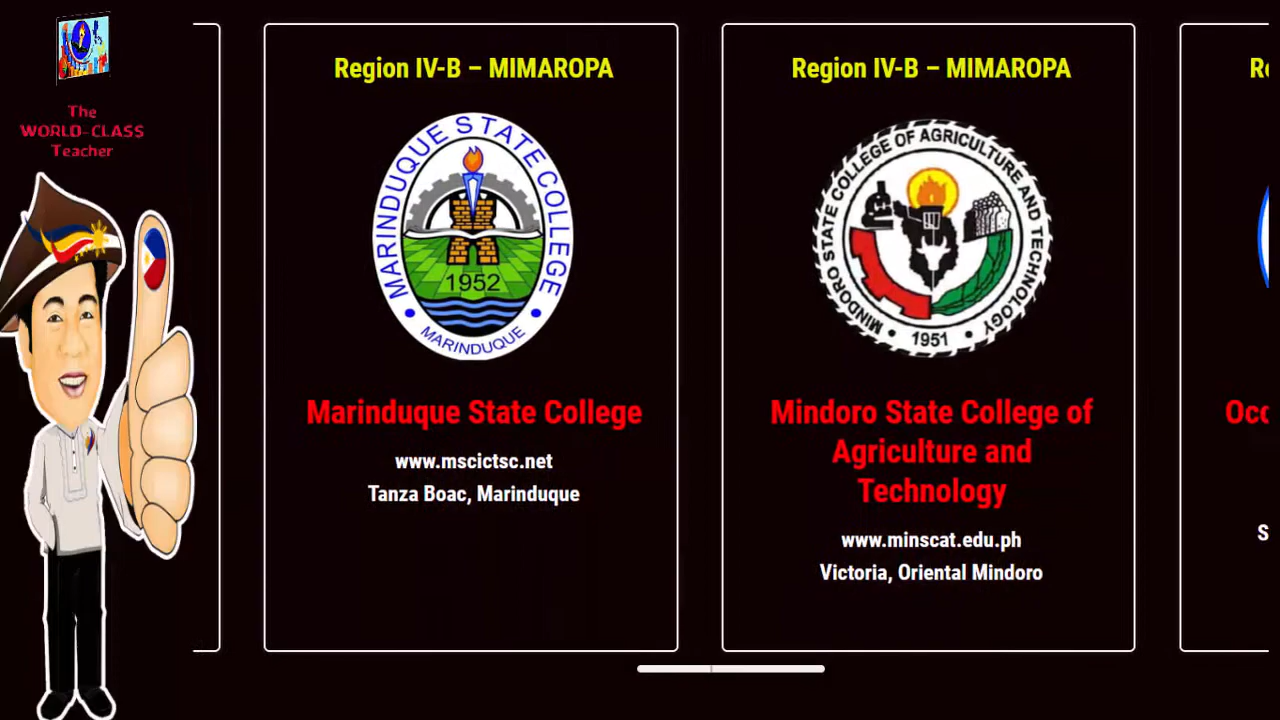 The
WORLD-CLASS
Teacher
Region IV-B – MIMAROPA
MARINDUQUE STATE COLLEGE
1952
MARINDUQUE
Marinduque State College
www.mscictsc.net
Tanza Boac, Marinduque
Region IV-B – MIMAROPA
MINDORO STATE COLLEGE OF AGRICULTURE AND TECHNOLOGY
1951
Mindoro State College of
Agriculture and
Technology
www.minscat.edu.ph
Victoria, Oriental Mindoro